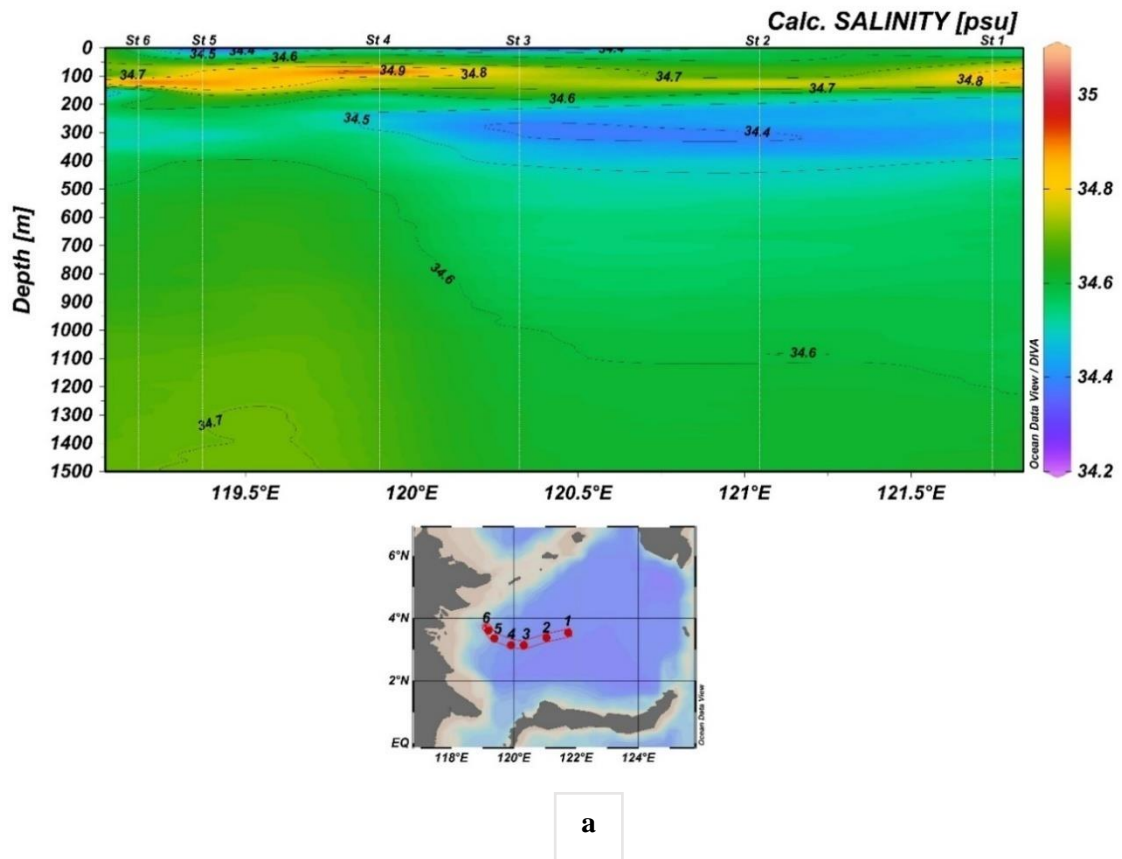 Calc. SALINITY [psu]
St 6 St 5 St 4 St 3 St 2 St 1
0
100
200
300
400
500
600
700
800
900
1000
1100
1200
1300
1400
1500
Depth [m]
34.5 34.4 34.6 34.4
34.7 34.9 34.8 34.7 34.7 34.8
34.6
34.5
34.4
34.6
34.6
34.7
119.5°E 120°E 120.5°E 121°E 121.5°E
35
34.8
34.6
34.4
34.2
Ocean Data View / DIVA
6°N
4°N
2°N
EQ
6 5 4 3 2 1
118°E 120°E 122°E 124°E
Ocean Data View
a